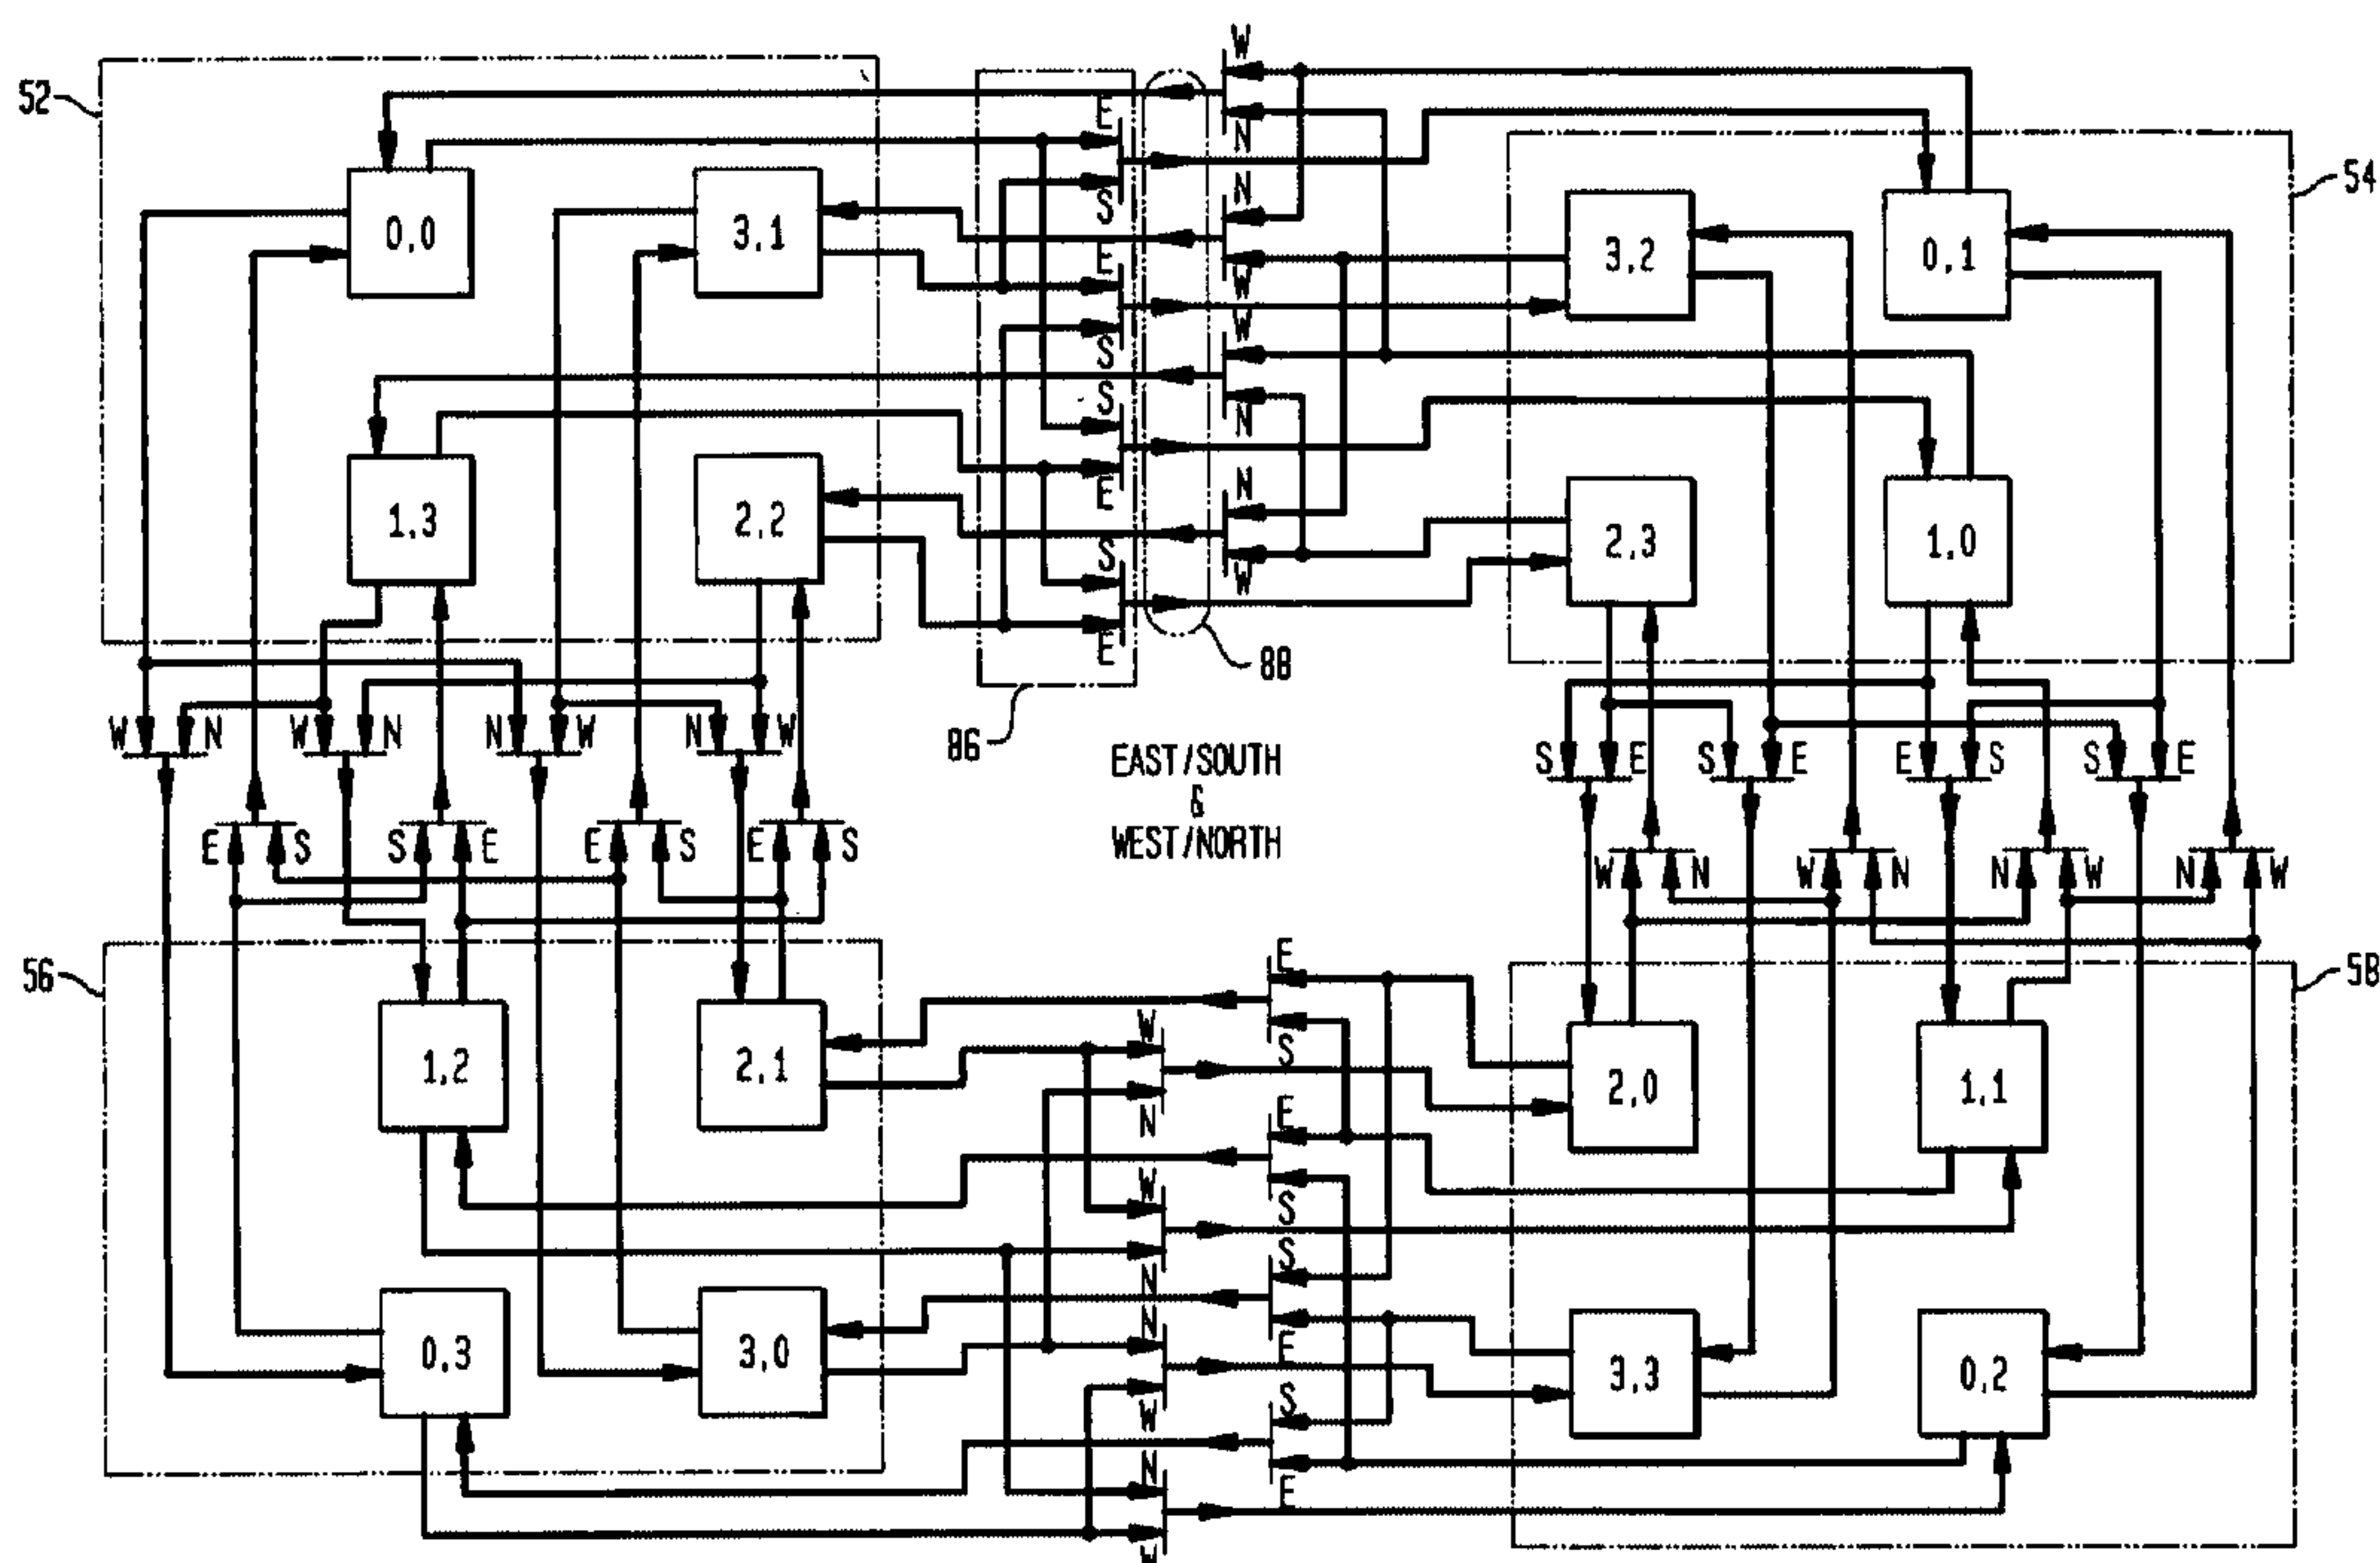 W
52
E
N
54
S
N
0,0
3,1
3,2
0,1
E
W
W
S
S
N
1,3
2,2
E
N
2,3
1,0
S
W
E
88
W N W N N W N W
86
EAST/SOUTH
&
WEST/NORTH
S E S E E S S E
E S S E E S E S
W N W N N W N W
56
58
E
W
S
1,2
2,1
2,0
1,1
N
E
W
S
S
N
0,3
3,0
N
E
3,3
0,2
W
S
N
E
W